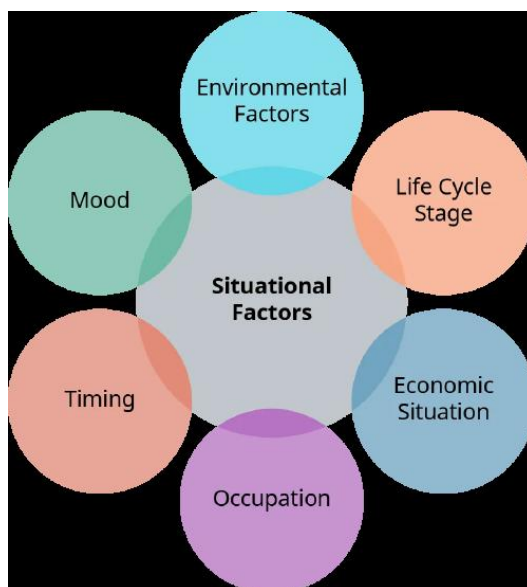 Environmental
Factors
Life Cycle
Stage
Mood
Situational
Factors
Timing
Economic
Situation
Occupation